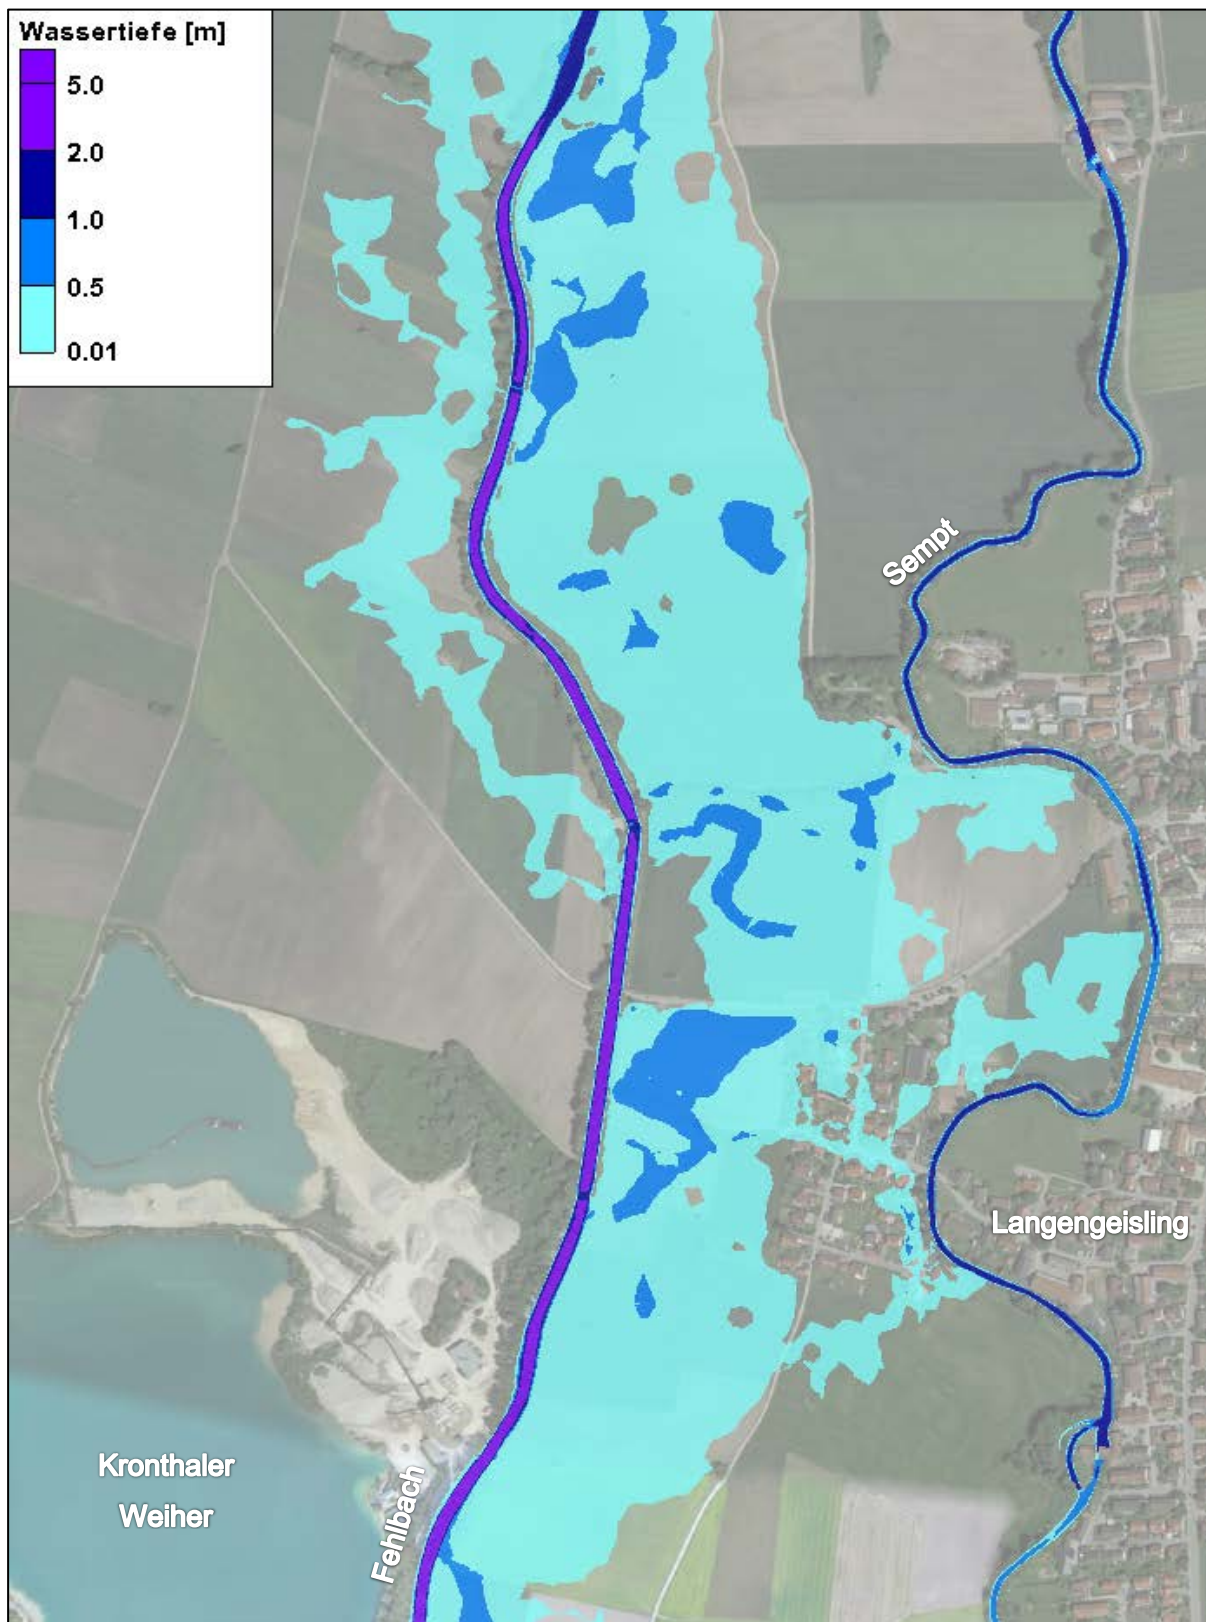 Wassertiefe [m]
5.0
2.0
1.0
0.5
0.01
Sempt
Langengeisling
Kronthaler
Weiher
Fehlbach